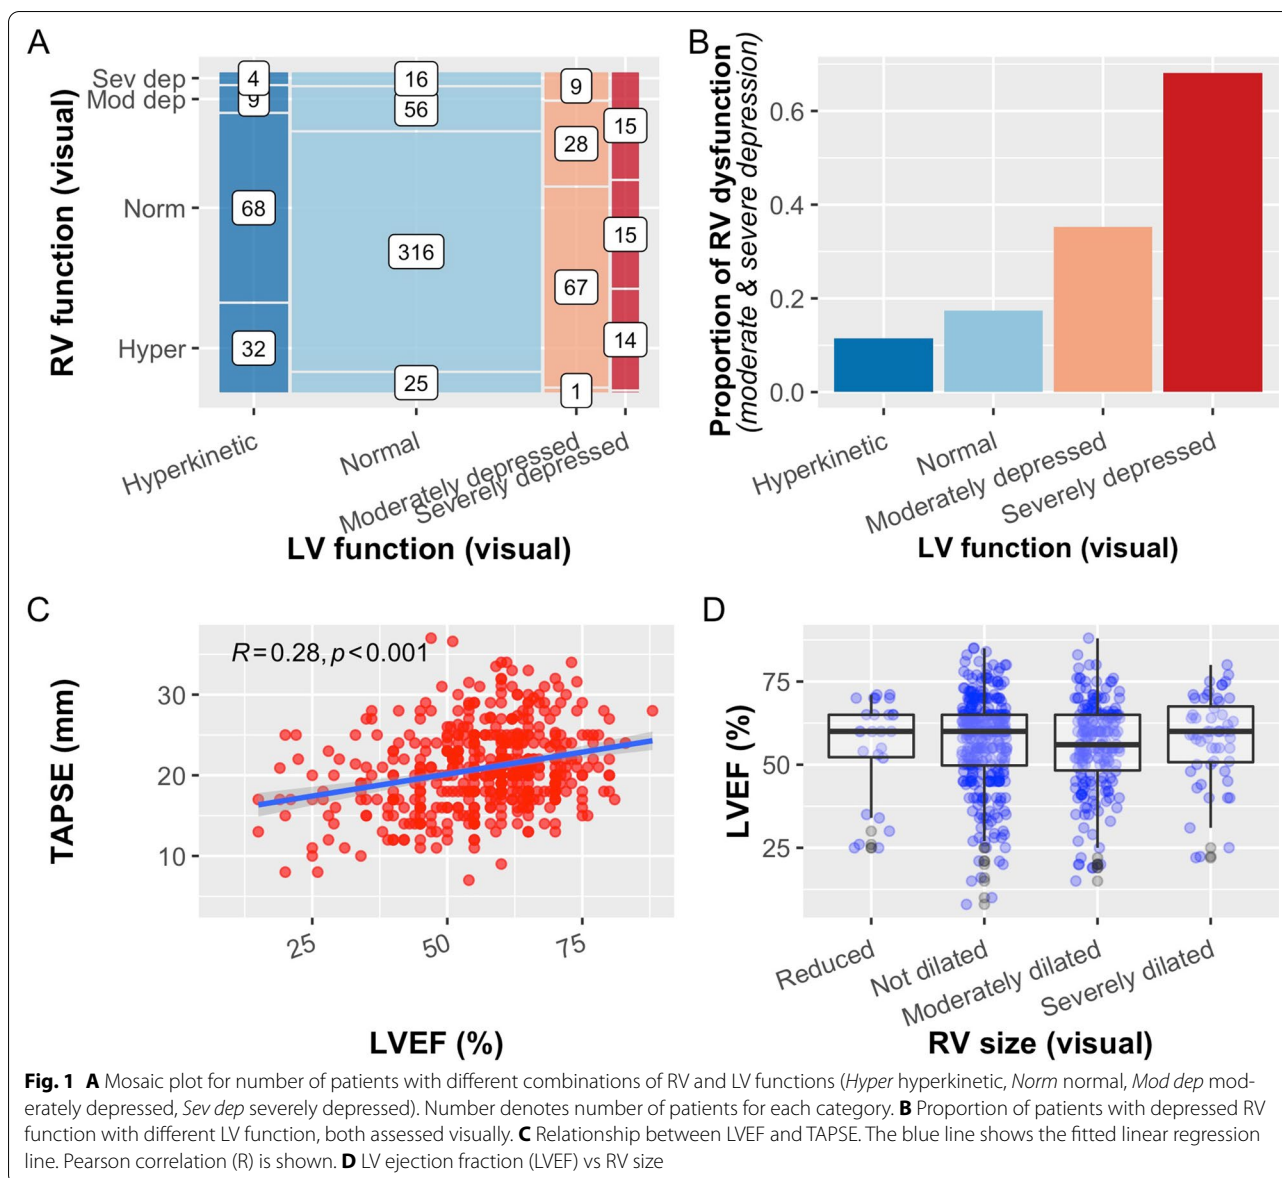 A
RV function (visual)
Sev dep
Mod dep
Norm
Hyper
4
9
68
32
16
56
316
25
9
28
67
1
15
15
14
Hyperkinetic
Normal
Moderately depressed
Severely depressed
LV function (visual)
B
Proportion of RV dysfunction
(moderate & severe depression)
0.6
0.4
0.2
0.0
Hyperkinetic
Normal
Moderately depressed
Severely depressed
LV function (visual)
C
TAPSE (mm)
R=0.28, p<0.001
30
20
10
25
50
75
LVEF (%)
D
LVEF (%)
75
50
25
Reduced
Not dilated
Moderately dilated
Severely dilated
RV size (visual)
Fig. 1 A Mosaic plot for number of patients with different combinations of RV and LV functions (Hyper hyperkinetic, Norm normal, Mod dep mod-
erately depressed, Sev dep severely depressed). Number denotes number of patients for each category. B Proportion of patients with depressed RV
function with different LV function, both assessed visually. C Relationship between LVEF and TAPSE. The blue line shows the fitted linear regression
line. Pearson correlation (R) is shown. D LV ejection fraction (LVEF) vs RV size